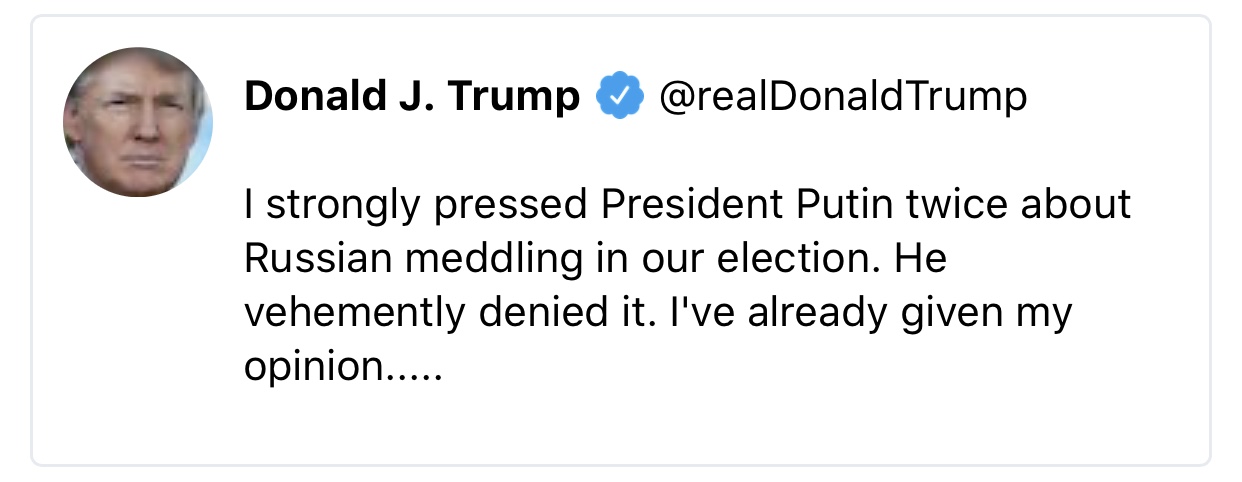 Donald J. Trump @realDonaldTrump
I strongly pressed President Putin twice about
Russian meddling in our election. He
vehemently denied it. I've already given my
opinion.....